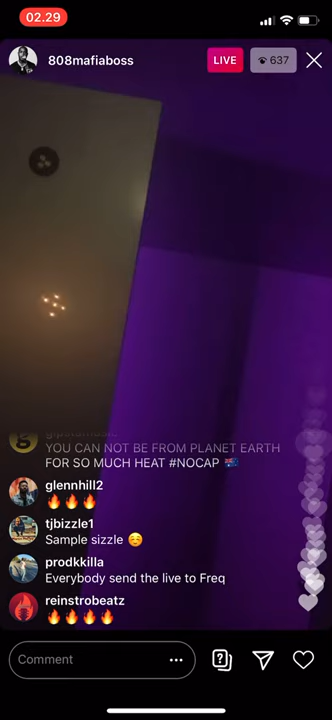 02.29
808mafiaboss
LIVE
637
YOU CAN NOT BE FROM PLANET EARTH
FOR SO MUCH HEAT #NOCAP 🇦🇺
glennhill2
🔥🔥🔥
tjbizzle1
Sample sizzle ☺️
prodkkilla
Everybody send the live to Freq
reinstrobeatz
🔥🔥🔥🔥
Comment